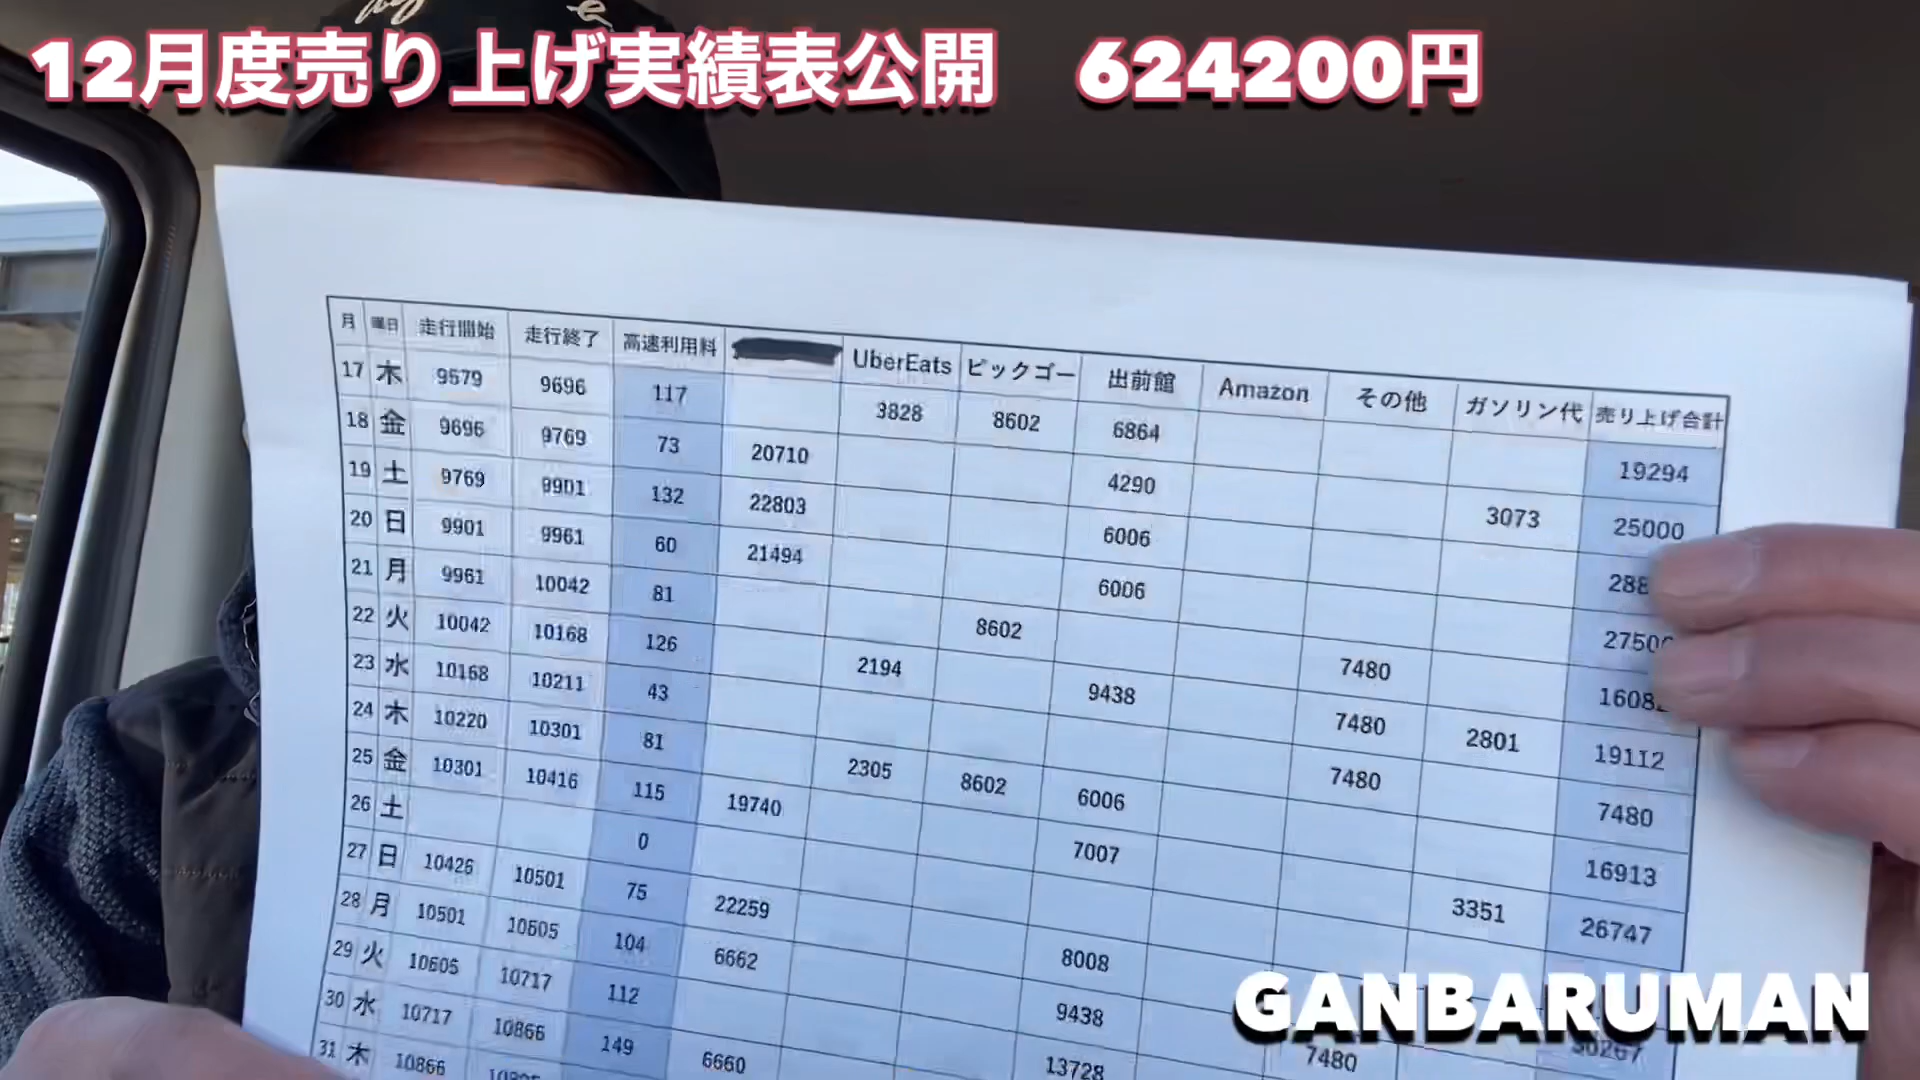 12月度売り上げ実績表公開 624200円
月 曜日 走行開始 走行終了 高速利用料 UberEats ピックゴー 出前館 Amazon その他 ガソリン代 売り上げ合計
17 木 9579 9696 117 3828 8602 6864 19294
18 金 9696 9769 73 20710 4290 3073 25000
19 土 9769 9901 132 22803 6006 288
20 日 9901 9961 60 21494 6006 2750
21 月 9961 10042 81 8602 7480 1608
22 火 10042 10168 126 2194 9438 7480 2801 19112
23 水 10168 10211 43 7480 7480
24 木 10220 10301 81 2305 8602 6006 16913
25 金 10301 10416 115 19740 7007 3351 26747
26 土 0
27 日 10426 10501 75 22259 8008 30267
28 月 10501 10605 104 6662 9438 7480
29 火 10605 10717 112 13728
30 水 10717 10866 149 6660
31 木 10866
GANBARUMAN